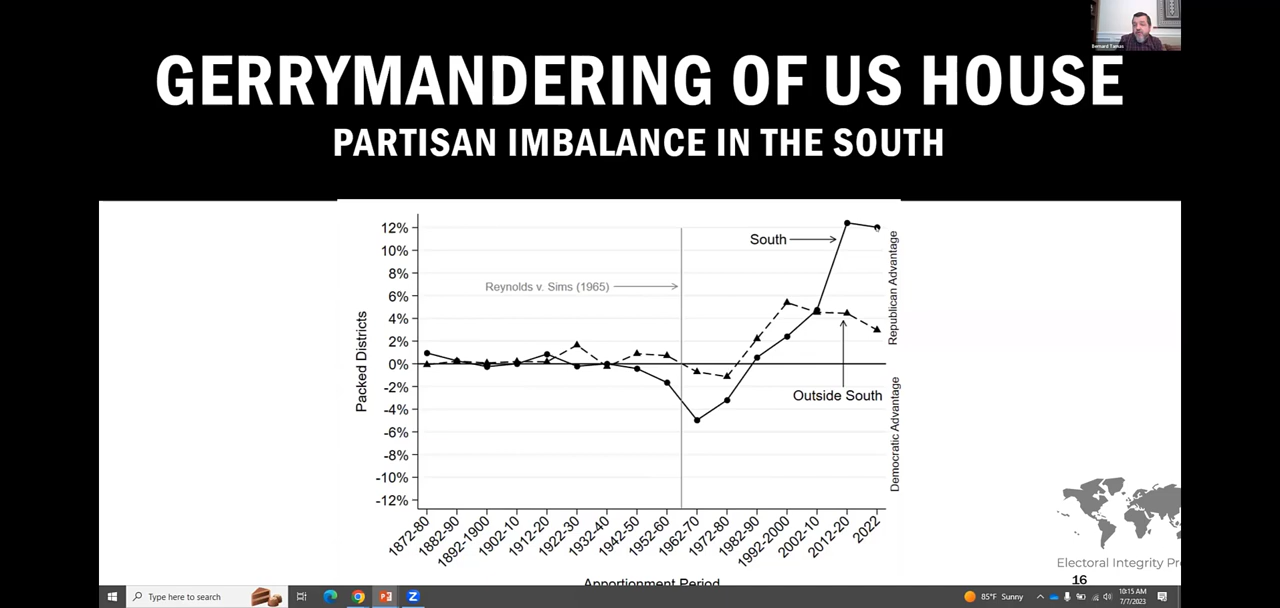 Bernard Tamas
GERRYMANDERING OF US HOUSE
PARTISAN IMBALANCE IN THE SOUTH
12%
10%
8%
6%
4%
2%
0%
-2%
-4%
-6%
-8%
-10%
-12%
Packed Districts
South
Reynolds v. Sims (1965)
Outside South
Republican Advantage
Democratic Advantage
1872-80
1882-90
1892-1900
1902-10
1912-20
1922-30
1932-40
1942-50
1952-60
1962-70
1972-80
1982-90
1992-2000
2002-10
2012-20
2022
Apportionment Period
Electoral Integrity Pr
16
Type here to search
85°F Sunny
10:15 AM
7/7/2023